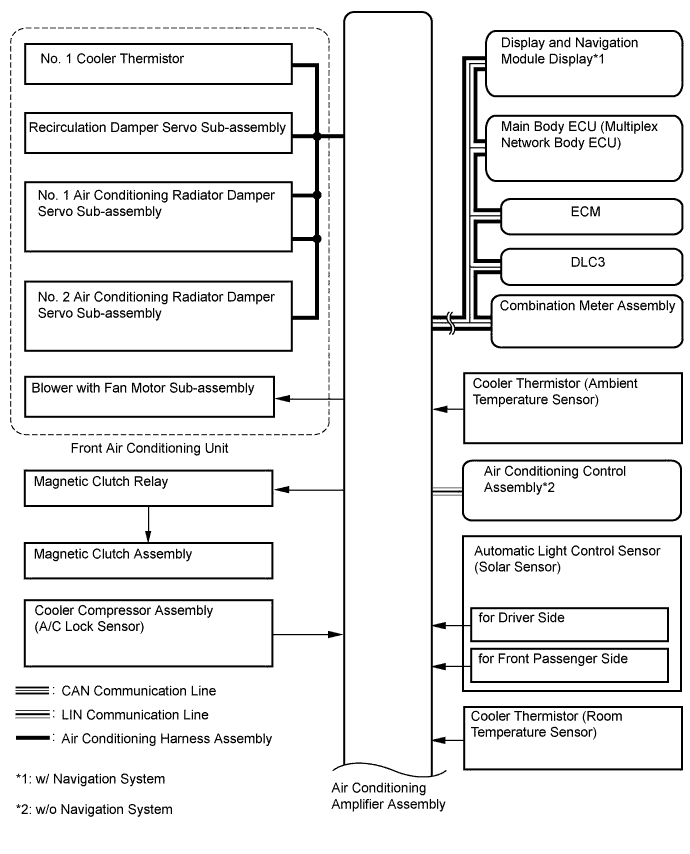 No. 1 Cooler Thermistor
Recirculation Damper Servo Sub-assembly
No. 1 Air Conditioning Radiator Damper
Servo Sub-assembly
No. 2 Air Conditioning Radiator Damper
Servo Sub-assembly
Blower with Fan Motor Sub-assembly
Front Air Conditioning Unit
Magnetic Clutch Relay
Magnetic Clutch Assembly
Cooler Compressor Assembly
(A/C Lock Sensor)
: CAN Communication Line
: LIN Communication Line
: Air Conditioning Harness Assembly
*1: w/ Navigation System
*2: w/o Navigation System
Air Conditioning
Amplifier Assembly
Display and Navigation
Module Display*1
Main Body ECU (Multiplex
Network Body ECU)
ECM
DLC3
Combination Meter Assembly
Cooler Thermistor (Ambient
Temperature Sensor)
Air Conditioning Control
Assembly*2
Automatic Light Control Sensor
(Solar Sensor)
for Driver Side
for Front Passenger Side
Cooler Thermistor (Room
Temperature Sensor)